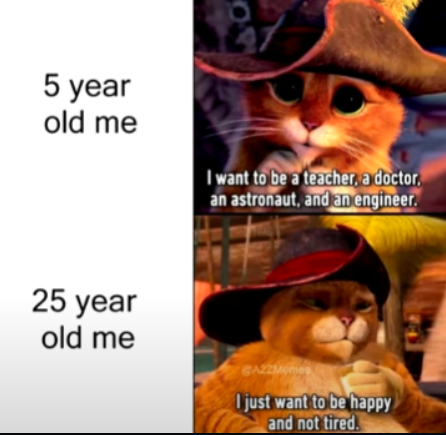 5 year
old me
I want to be a teacher, a doctor,
an astronaut, and an engineer.
25 year
old me
@A2ZMemes
I just want to be happy
and not tired.